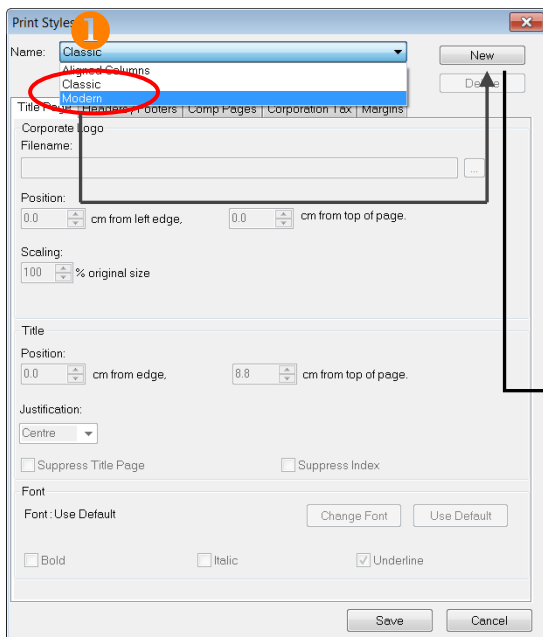 Print Styles
1
Name: Classic New
Aligned Columns
Classic Delete
Modern
Title Page Headers / Footers Comp Pages Corporation Tax Margins
Corporate Logo
Filename:
...
Position:
0.0 cm from left edge, 0.0 cm from top of page.
Scaling:
100 % original size
Title
Position:
0.0 cm from edge, 8.8 cm from top of page.
Justification:
Centre
Suppress Title Page Suppress Index
Font
Font : Use Default Change Font Use Default
Bold Italic Underline
Save Cancel